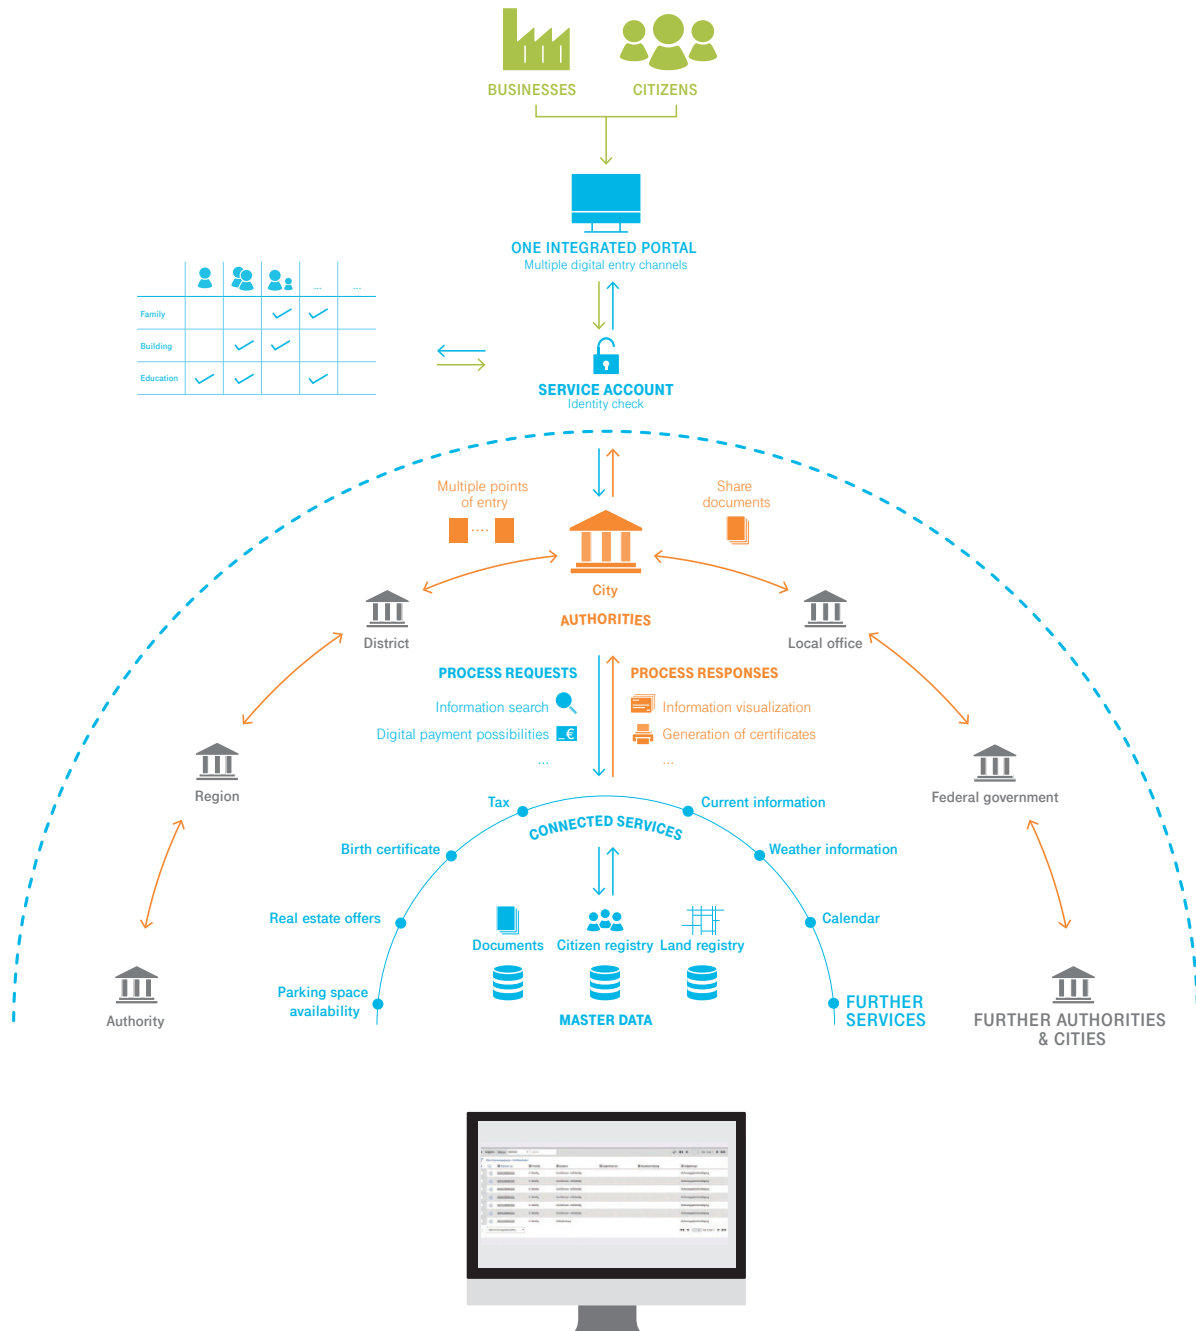 BUSINESSES
CITIZENS
ONE INTEGRATED PORTAL
Multiple digital entry channels
...
...
Family
Building
Education
SERVICE ACCOUNT
Identity check
Multiple points
of entry
....
Share
documents
City
AUTHORITIES
District
Local office
PROCESS REQUESTS
Information search
Digital payment possibilities
€
...
PROCESS RESPONSES
Information visualization
Generation of certificates
...
Region
Federal government
Tax
Current information
CONNECTED SERVICES
Birth certificate
Weather information
Real estate offers
Calendar
Documents
Citizen registry
Land registry
Parking space
availability
MASTER DATA
FURTHER
SERVICES
Authority
FURTHER AUTHORITIES
& CITIES